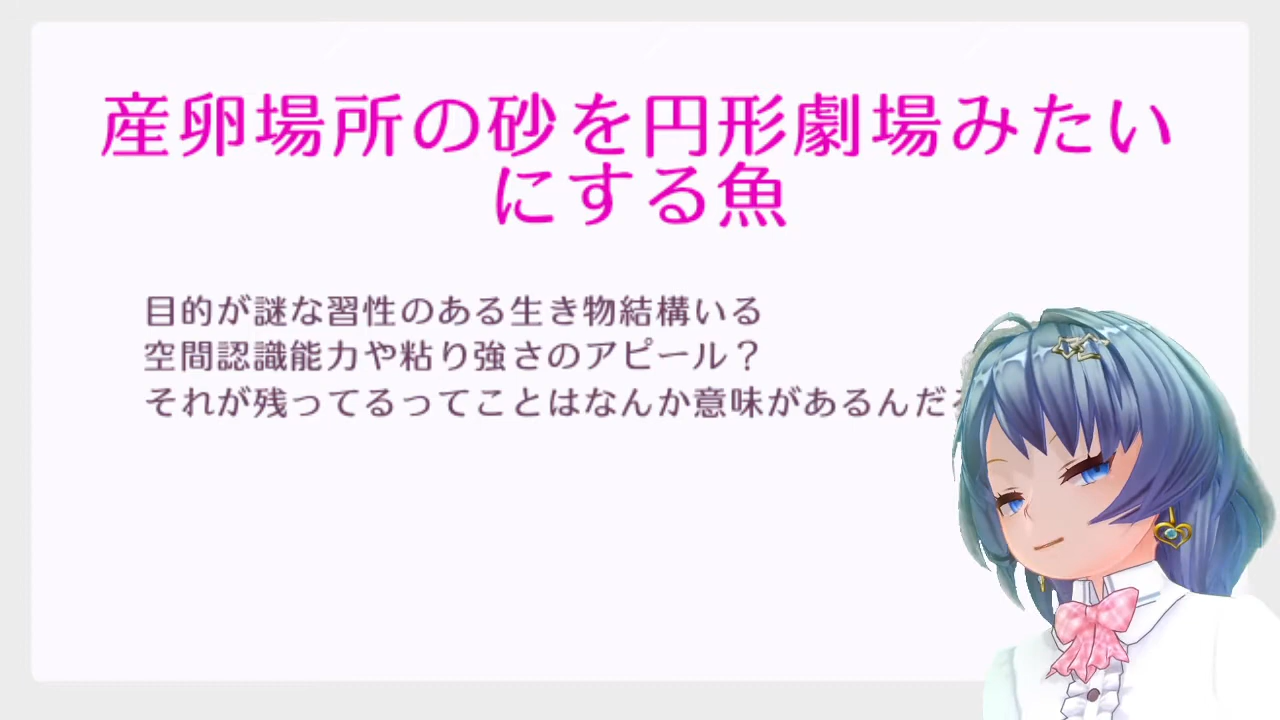 産卵場所の砂を円形劇場みたい
にする魚
目的が謎な習性のある生き物結構いる
空間認識能力や粘り強さのアピール？
それが残ってるってことはなんか意味があるんだ